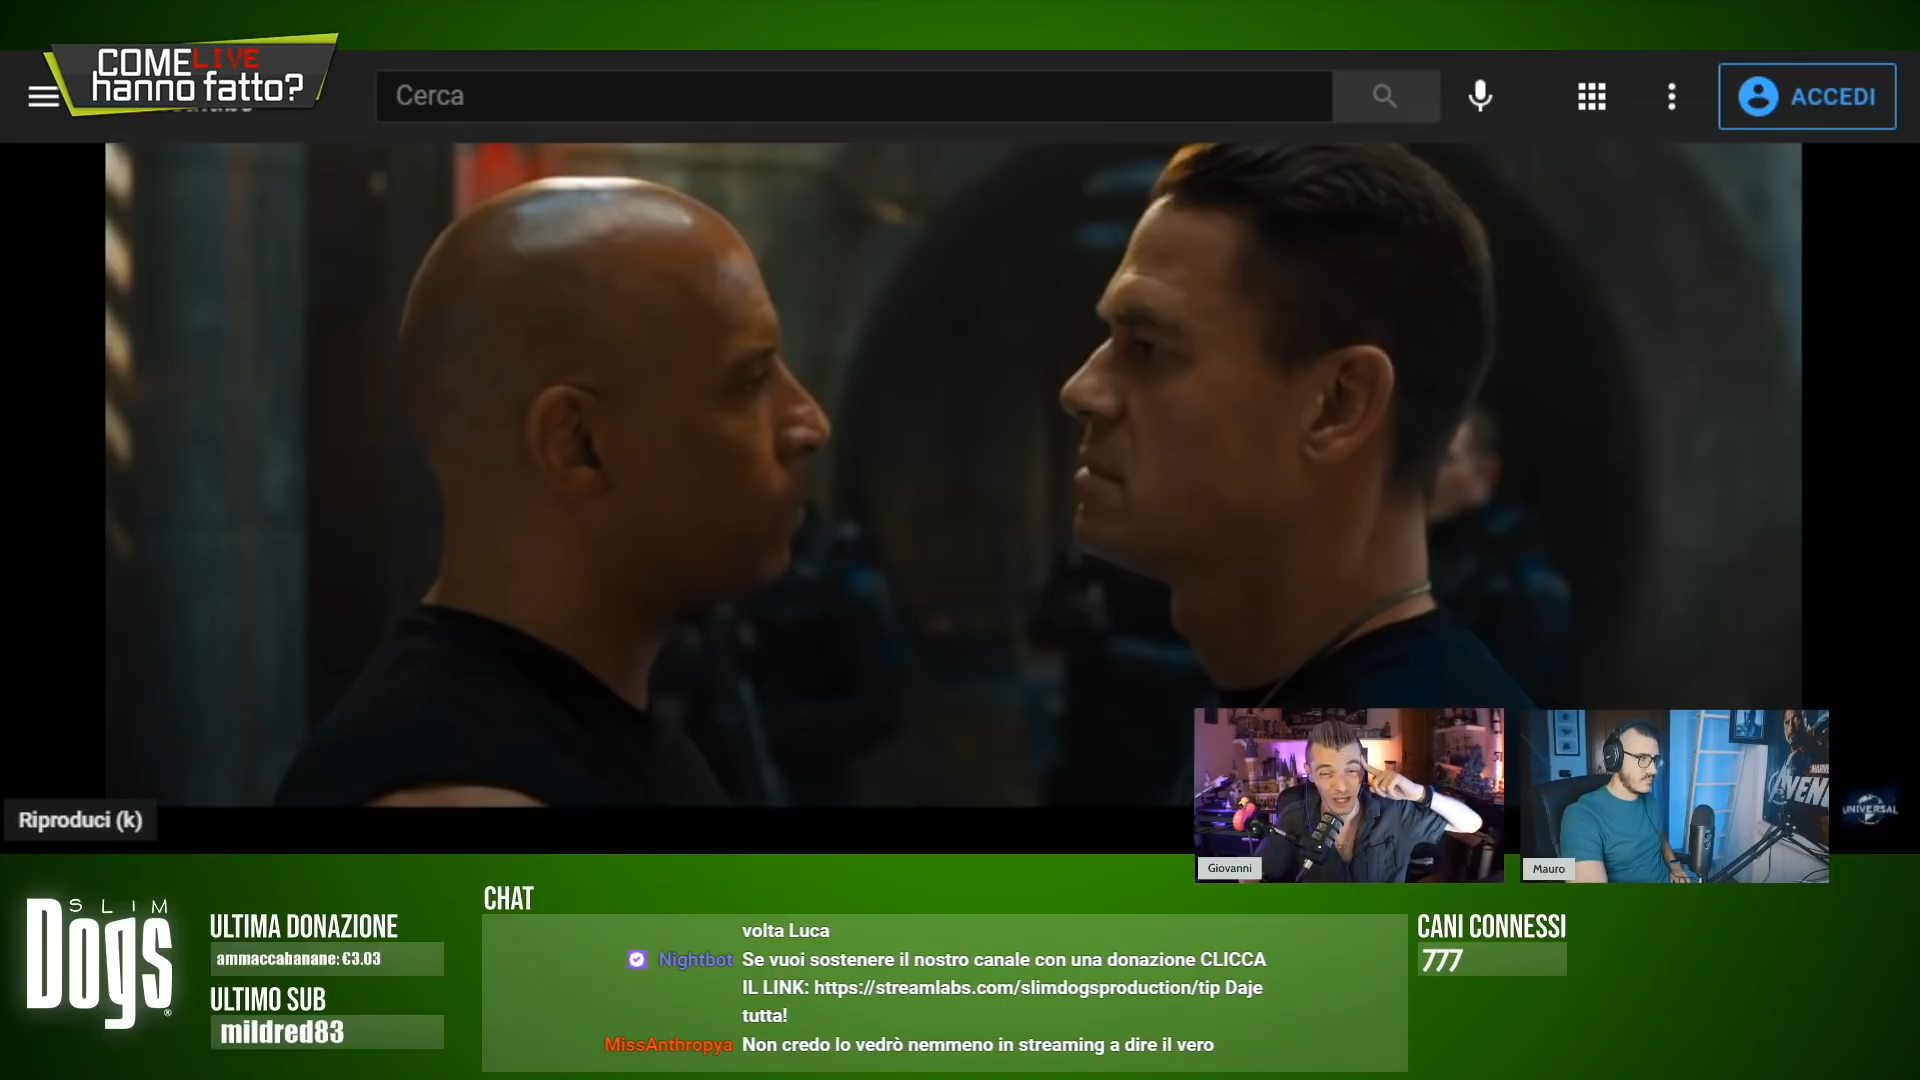 COME LIVE
hanno fatto?
Cerca
ACCEDI
Riproduci (k)
UNIVERSAL
Giovanni
Mauro
MARVEL
AVEN
SLIM
Dogs
ULTIMA DONAZIONE
ammaccabanane: €3.03
ULTIMO SUB
mildred83
CHAT
volta Luca
Nightbot Se vuoi sostenere il nostro canale con una donazione CLICCA
IL LINK: https://streamlabs.com/slimdogsproduction/tip Daje
tutta!
MissAnthropya Non credo lo vedrò nemmeno in streaming a dire il vero
CANI CONNESSI
777